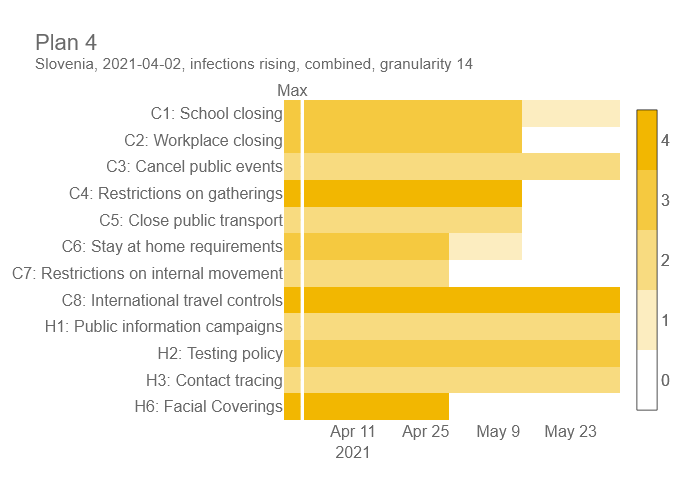 Plan 4
Slovenia, 2021-04-02, infections rising, combined, granularity 14
Max
C1: School closing
C2: Workplace closing
C3: Cancel public events
C4: Restrictions on gatherings
C5: Close public transport
C6: Stay at home requirements
C7: Restrictions on internal movement
C8: International travel controls
H1: Public information campaigns
H2: Testing policy
H3: Contact tracing
H6: Facial Coverings
4
3
2
1
0
Apr 11 Apr 25 May 9 May 23
2021